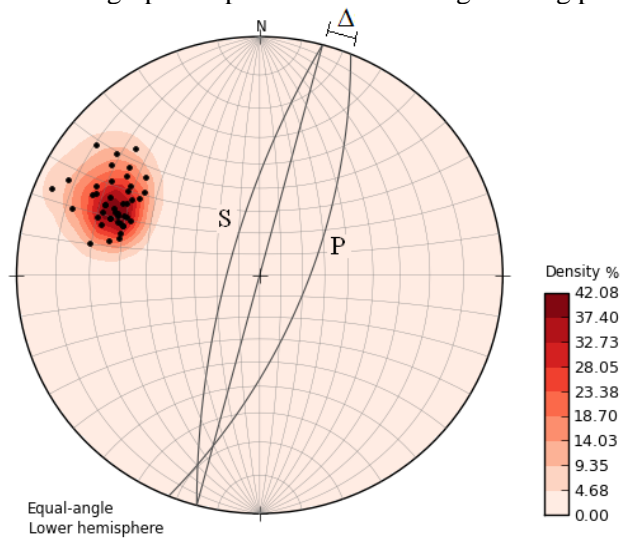 Δ
N
S
P
Density %
42.08
37.40
32.73
28.05
23.38
18.70
14.03
9.35
4.68
0.00
Equal-angle
Lower hemisphere